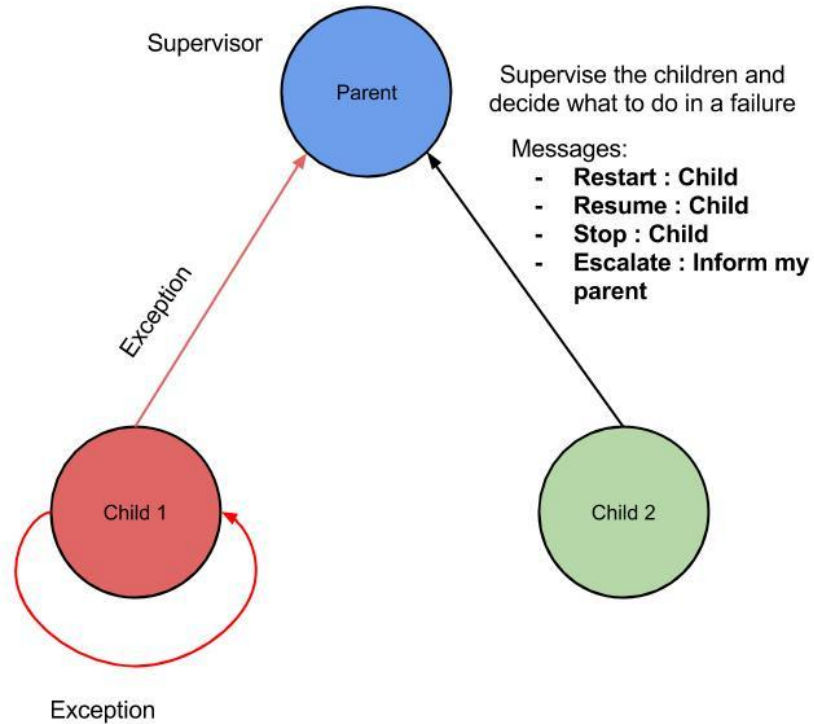 Supervisor
Parent
Supervise the children and
decide what to do in a failure
Messages:
- Restart : Child
- Resume : Child
- Stop : Child
- Escalate : Inform my
parent
Exception
Child 1
Child 2
Exception